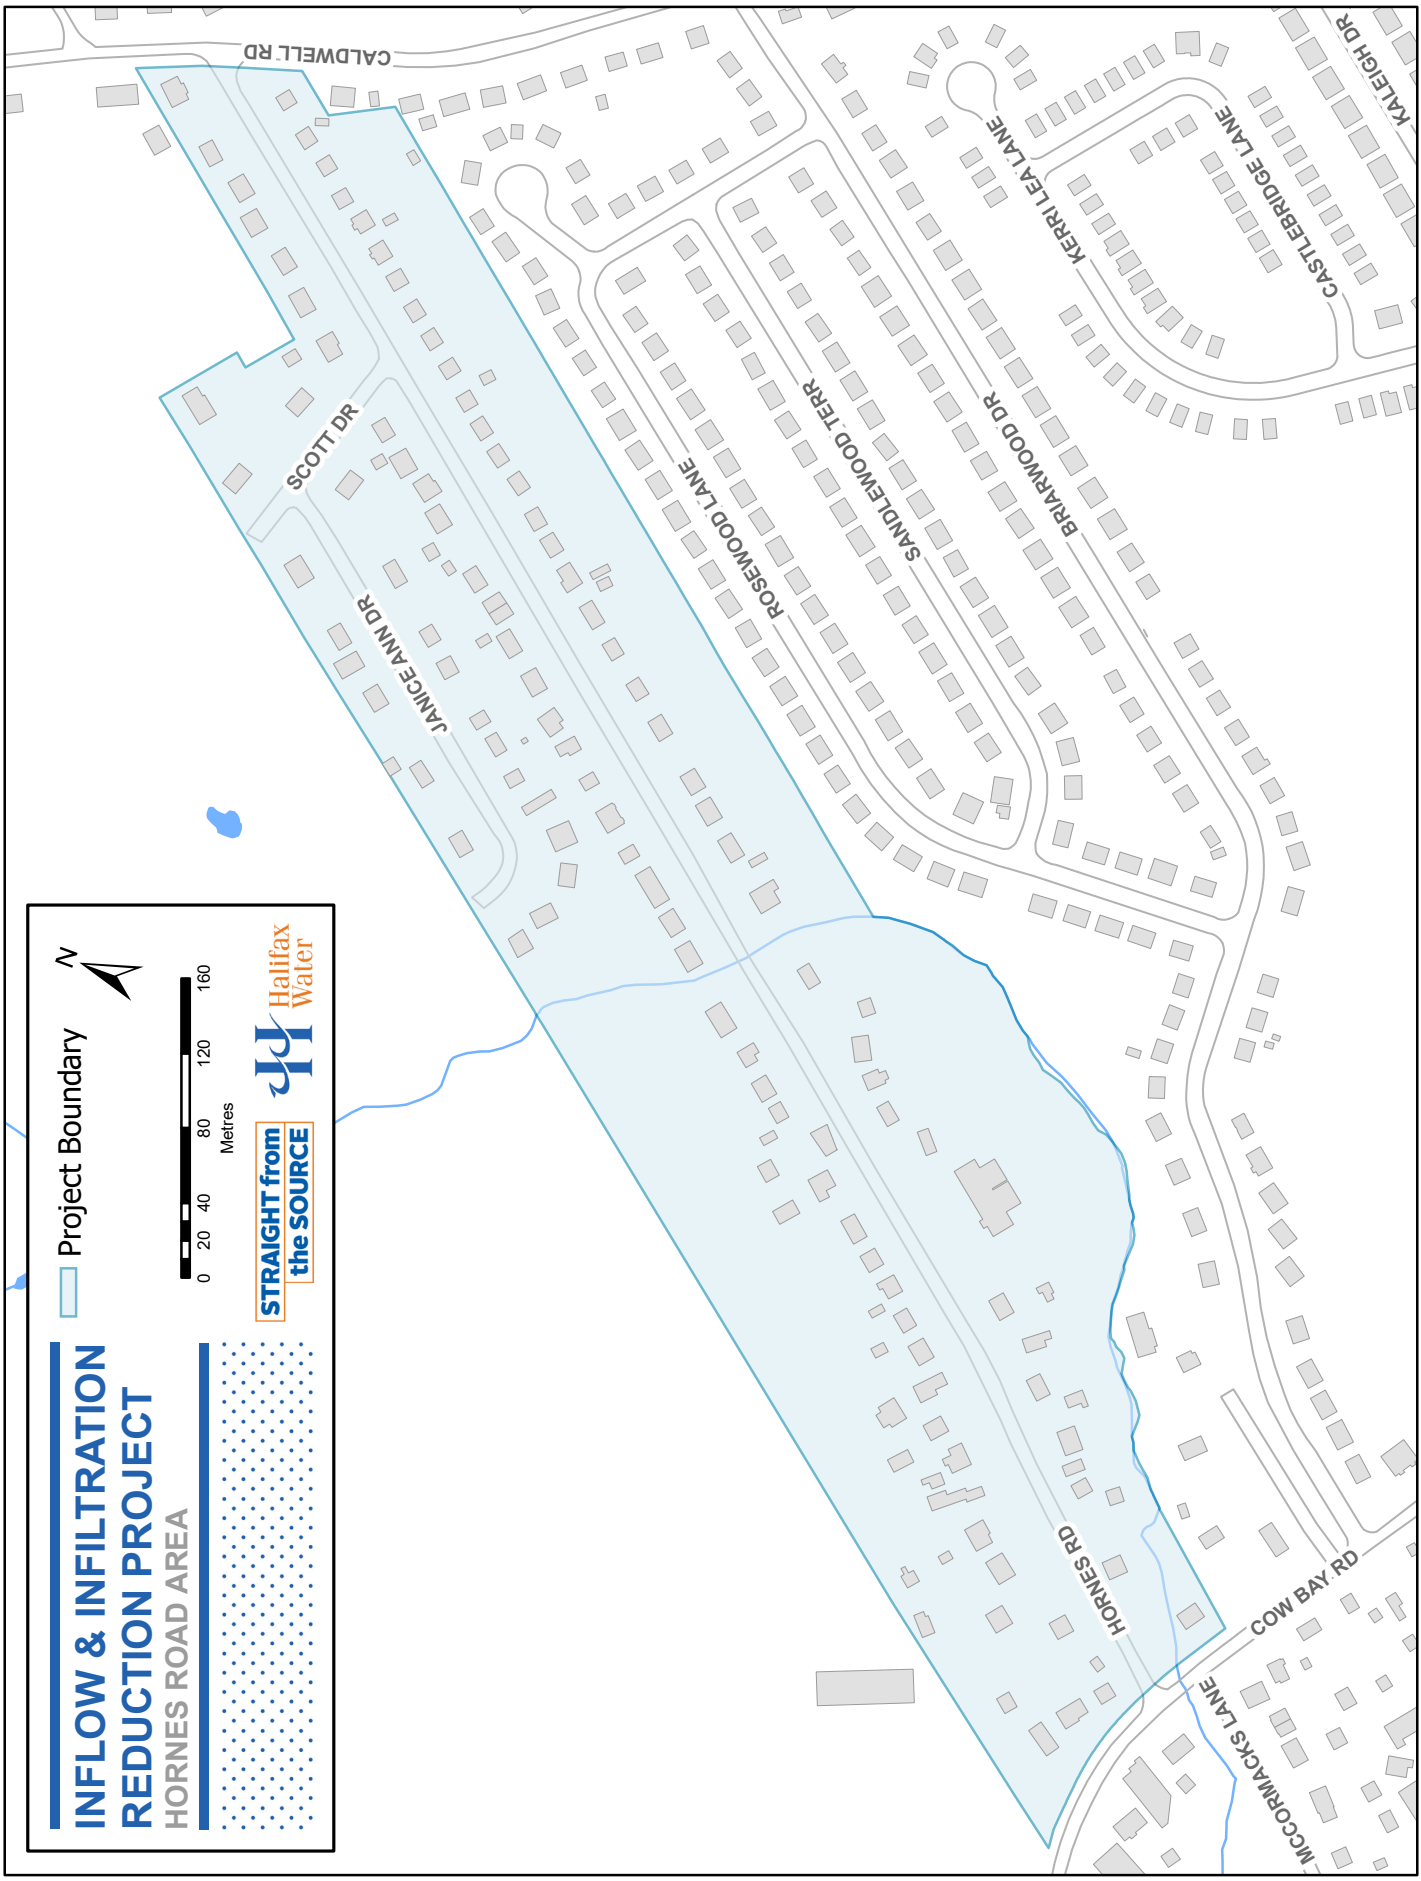 INFLOW & INFILTRATION
REDUCTION PROJECT
HORNES ROAD AREA
Project Boundary
N
0 20 40 80 120 160
Metres
STRAIGHT from
the SOURCE
Halifax
Water
CALDWELL RD
SCOTT DR
JANICE ANN DR
HORNES RD
ROSEWOOD LANE
SANDLEWOOD TERR
BRIARWOOD DR
KERRI LEA LANE
CASTLEBRIDGE LANE
KALEIGH DR
COW BAY RD
MCCORMACKS LANE